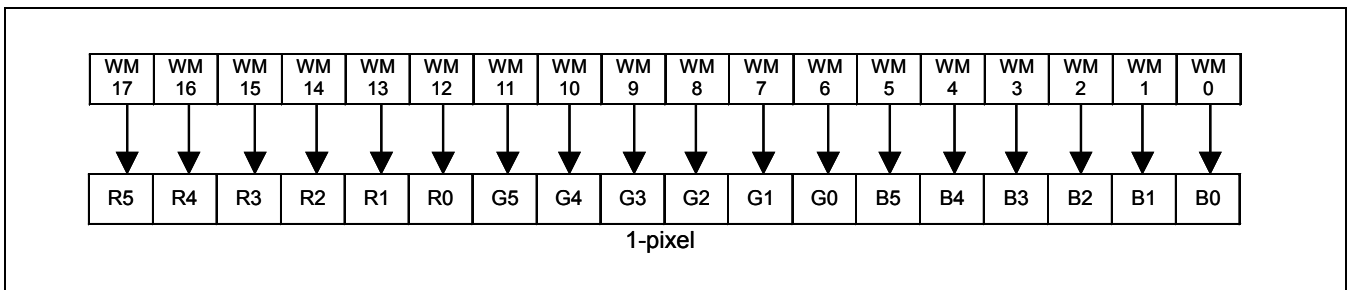 WM WM WM WM WM WM WM WM WM WM WM WM WM WM WM WM WM WM
17 16 15 14 13 12 11 10 9 8 7 6 5 4 3 2 1 0
R5 R4 R3 R2 R1 R0 G5 G4 G3 G2 G1 G0 B5 B4 B3 B2 B1 B0
1-pixel